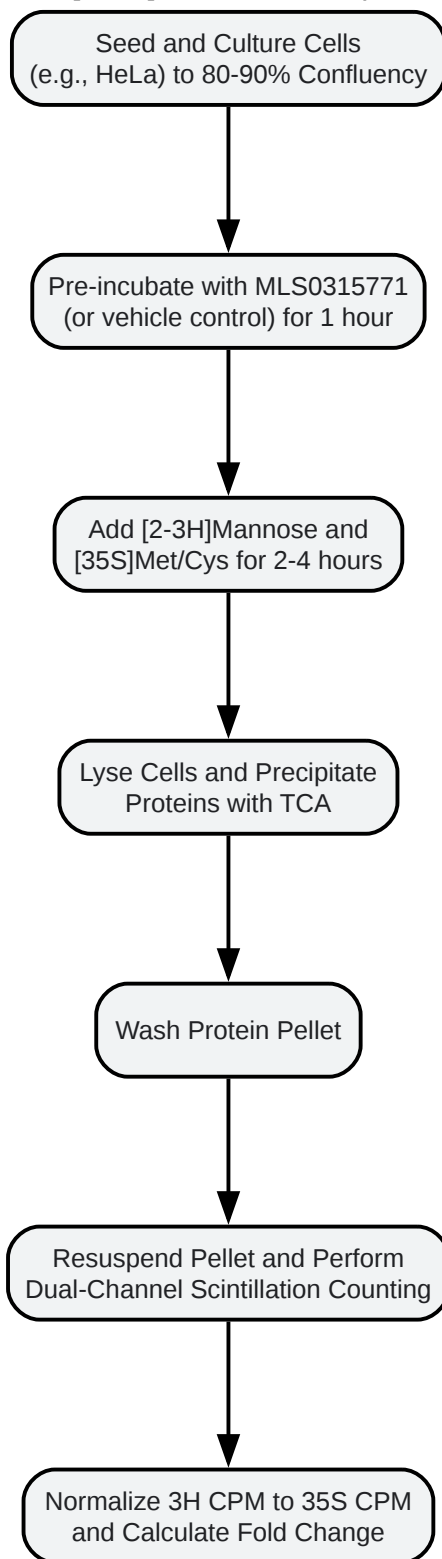 Seed and Culture Cells
(e.g., HeLa) to 80-90% Confluency
Pre-incubate with MLS0315771
(or vehicle control) for 1 hour
Add [2-3H]Mannose and
[35S]Met/Cys for 2-4 hours
Lyse Cells and Precipitate
Proteins with TCA
Wash Protein Pellet
Resuspend Pellet and Perform
Dual-Channel Scintillation Counting
Normalize 3H CPM to 35S CPM
and Calculate Fold Change